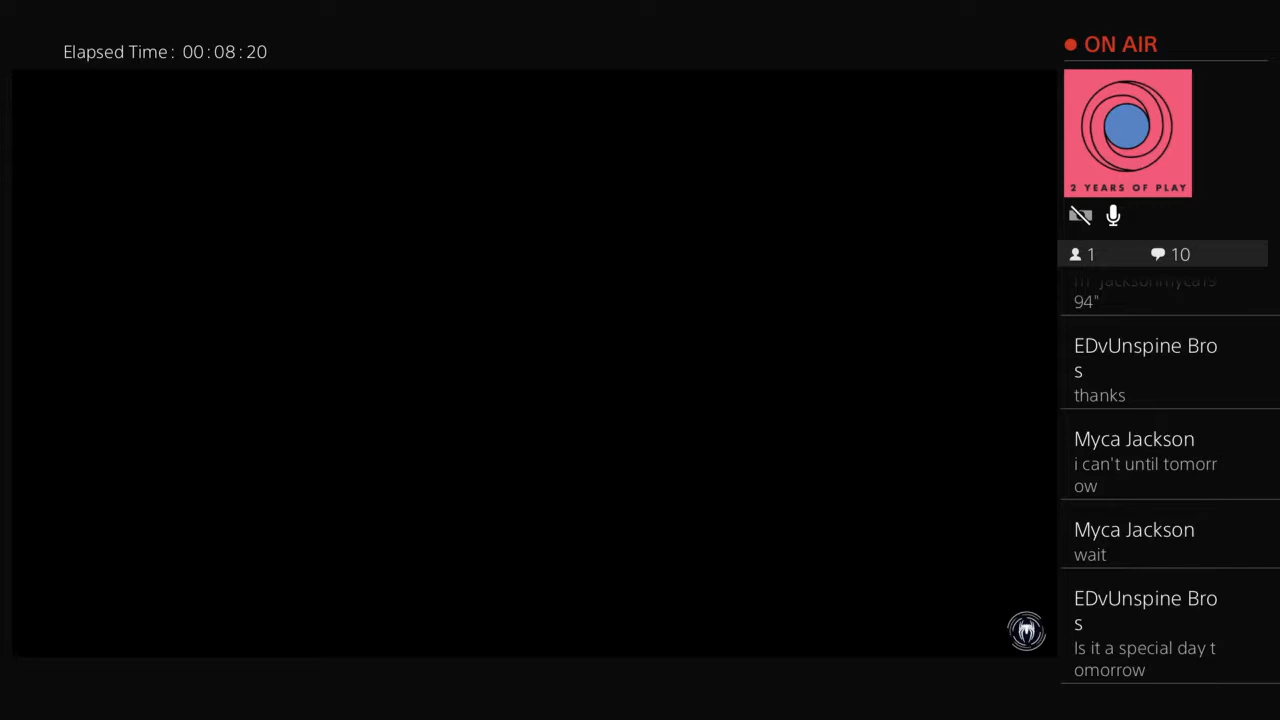 Elapsed Time: 00:08:20
ON AIR
2 YEARS OF PLAY
1 10
m "jacksonmyca19
94"
EDvUnspine Bro
s
thanks
Myca Jackson
i can't until tomorr
ow
Myca Jackson
wait
EDvUnspine Bro
s
Is it a special day t
omorrow